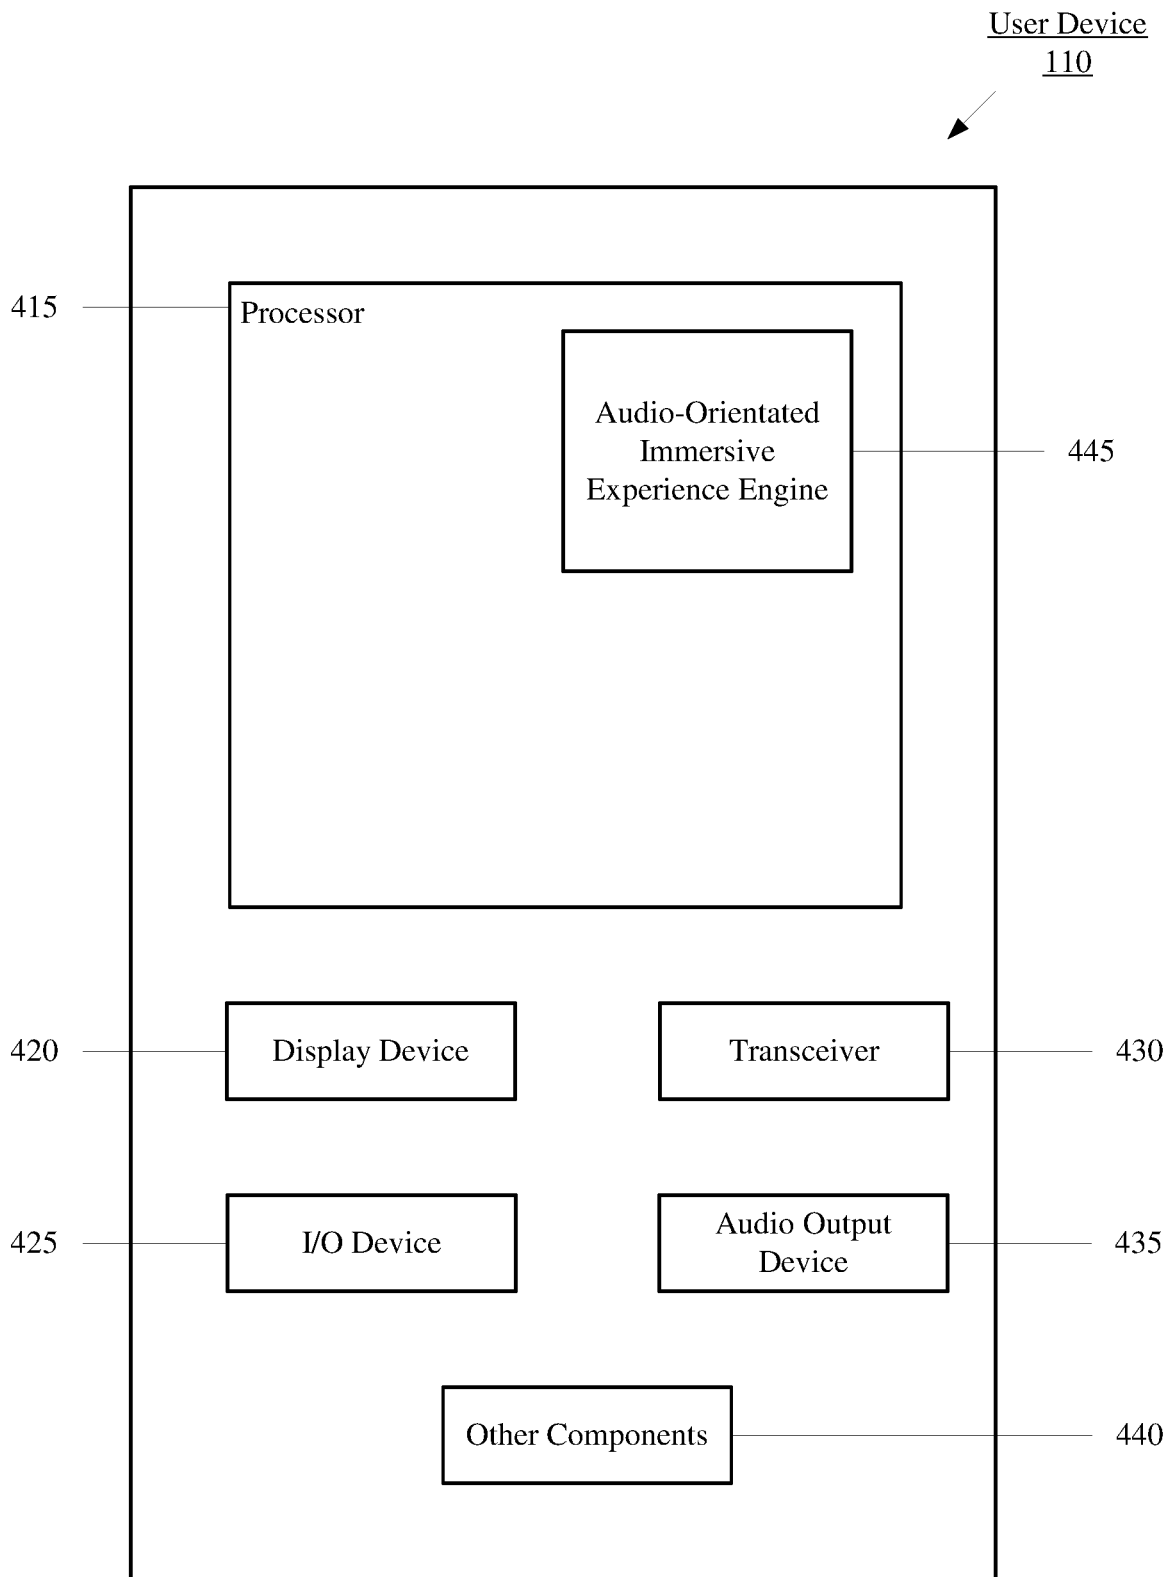 User Device
110
415
Processor
Audio-Orientated
Immersive
Experience Engine
445
420
Display Device
Transceiver
430
425
I/O Device
Audio Output
Device
435
Other Components
440